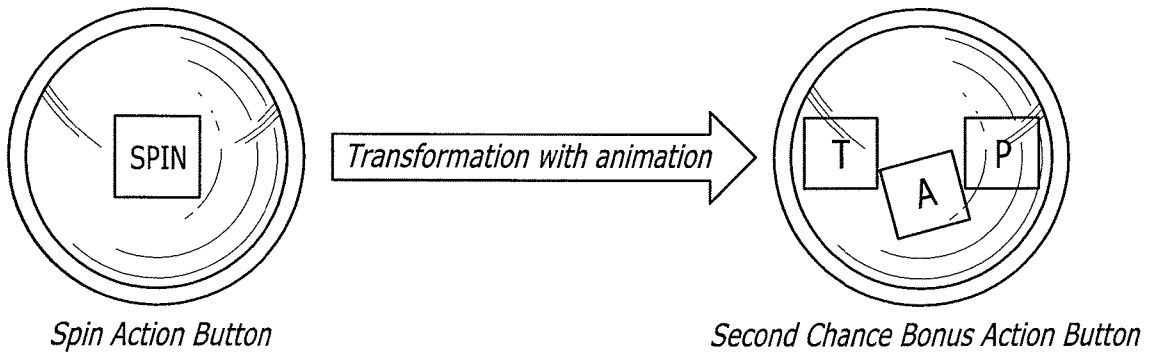 SPIN
Transformation with animation
T
A
P
Spin Action Button
Second Chance Bonus Action Button